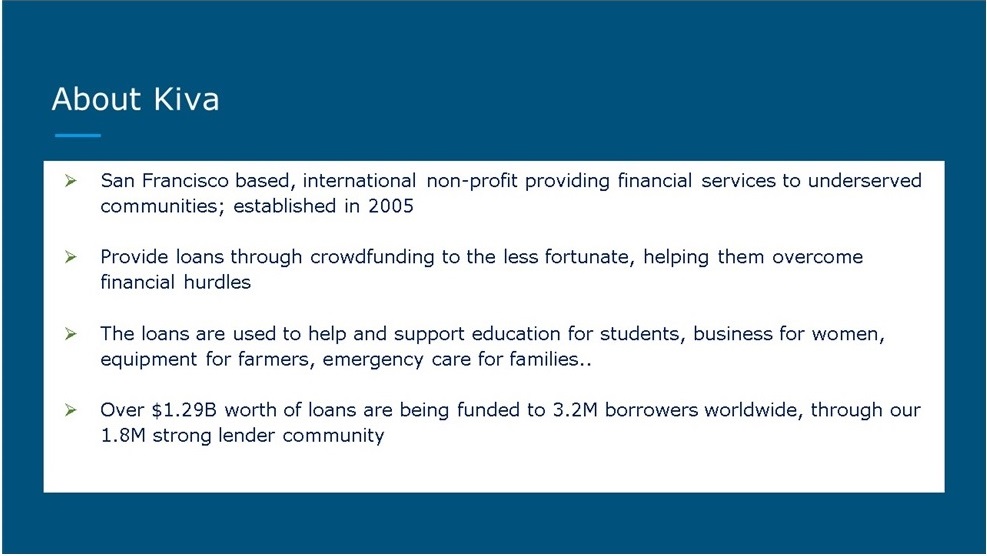 About Kiva
San Francisco based, international non-profit providing financial services to underserved
communities; established in 2005
Provide loans through crowdfunding to the less fortunate, helping them overcome
financial hurdles
The loans are used to help and support education for students, business for women,
equipment for farmers, emergency care for families..
Over $1.29B worth of loans are being funded to 3.2M borrowers worldwide, through our
1.8M strong lender community